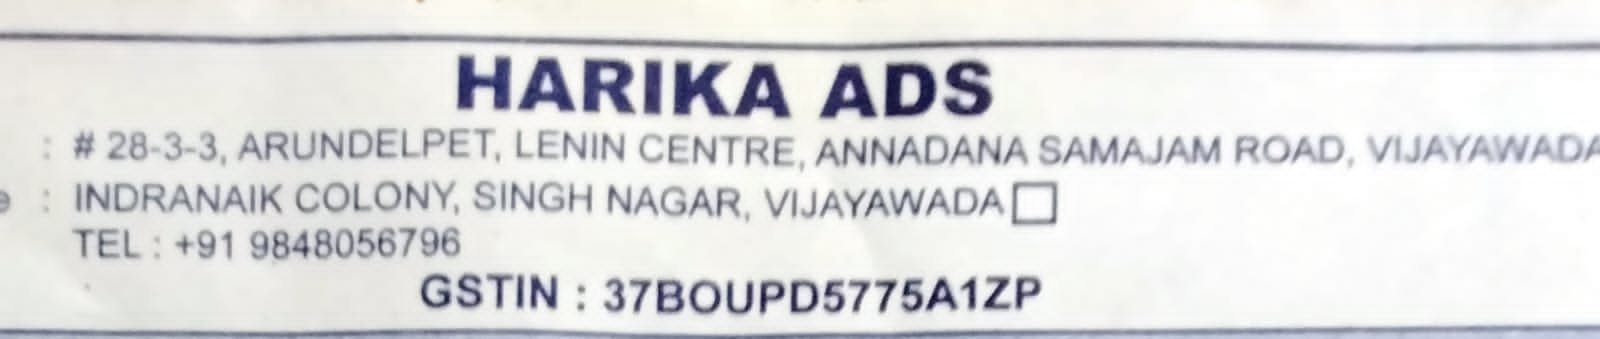 HARIKA ADS
: # 28-3-3, ARUNDELPET, LENIN CENTRE, ANNADANA SAMAJAM ROAD, VIJAYAWADA
e : INDRANAIK COLONY, SINGH NAGAR, VIJAYAWADA
TEL : +91 9848056796
GSTIN : 37BOUPD5775A1ZP